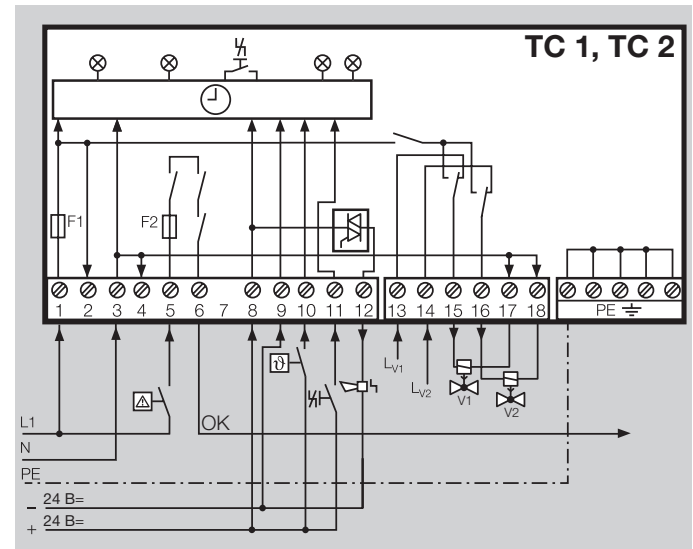 TC 1, TC 2
F1
F2
1 2 3 4 5 6 7 8 9 10 11 12 13 14 15 16 17 18 PE
LV1
LV2
V1
V2
ϑ
L1
OK
N
PE
– 24 В=
+ 24 В=